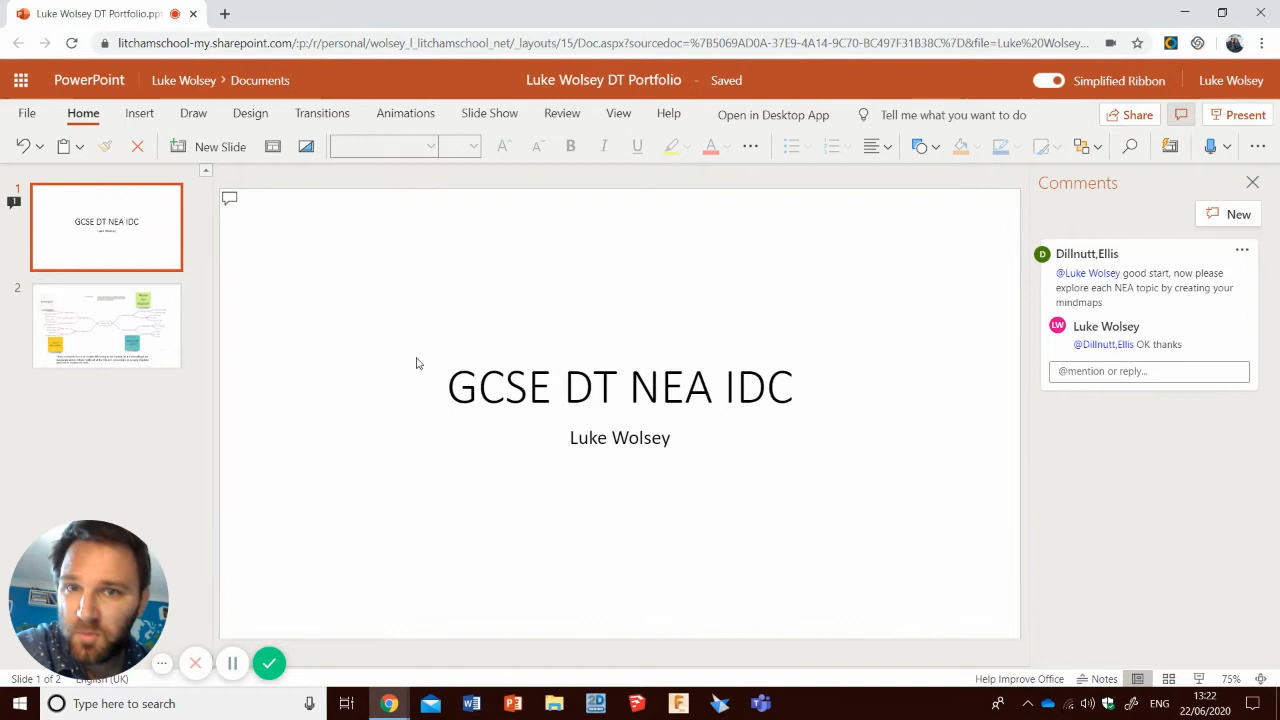 Luke Wolsey DT Portfolio.ppt
litchamschool-my.sharepoint.com/:p:/r/personal/wolsey_l_litchamschool_net/_layouts/15/Doc.aspx?sourcedoc=%7B5069AD0A-37E9-4A14-9C70-BC497F31B38C%7D&file=Luke%20Wolsey...
PowerPoint Luke Wolsey > Documents Luke Wolsey DT Portfolio - Saved Simplified Ribbon Luke Wolsey
File Home Insert Draw Design Transitions Animations Slide Show Review View Help Open in Desktop App Tell me what you want to do Share Present
New Slide
Comments
New
1
GCSE DT NEA IDC
Luke Wolsey
2
GCSE DT NEA IDC
Luke Wolsey
D Dillnutt,Ellis
@Luke Wolsey good start, now please
explore each NEA topic by creating your
mindmaps
LW Luke Wolsey
@Dillnutt,Ellis OK thanks
@mention or reply...
Slide 1 of 2 English (UK) Help Improve Office Notes 75%
Type here to search
ENG
13:22
22/06/2020